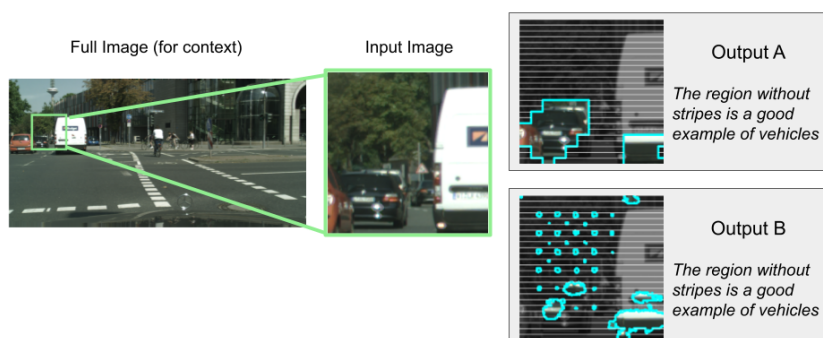 Full Image (for context)
Input Image
Output A
The region without
stripes is a good
example of vehicles
Output B
The region without
stripes is a good
example of vehicles